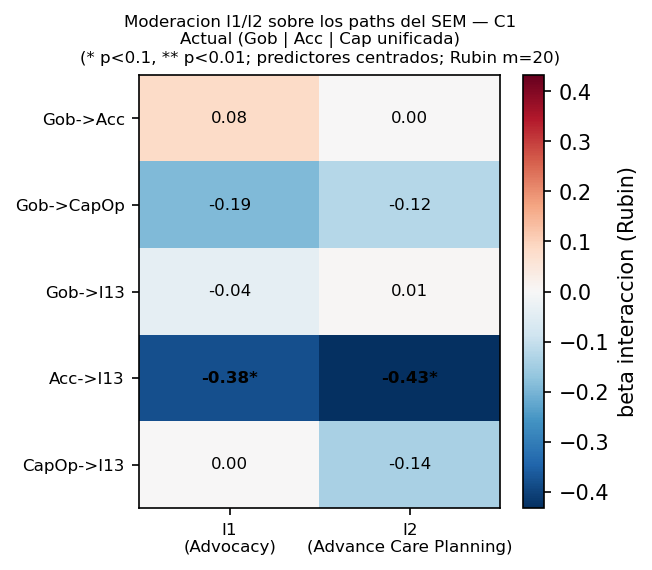 Moderacion I1/I2 sobre los paths del SEM — C1
Actual (Gob | Acc | Cap unificada)
(* p<0.1, ** p<0.01; predictores centrados; Rubin m=20)
Gob->Acc
0.08
0.00
Gob->CapOp
-0.19
-0.12
Gob->I13
-0.04
0.01
Acc->I13
-0.38*
-0.43*
CapOp->I13
0.00
-0.14
I1
(Advocacy)
I2
(Advance Care Planning)
0.4
0.3
0.2
0.1
0.0
−0.1
−0.2
−0.3
−0.4
beta interaccion (Rubin)